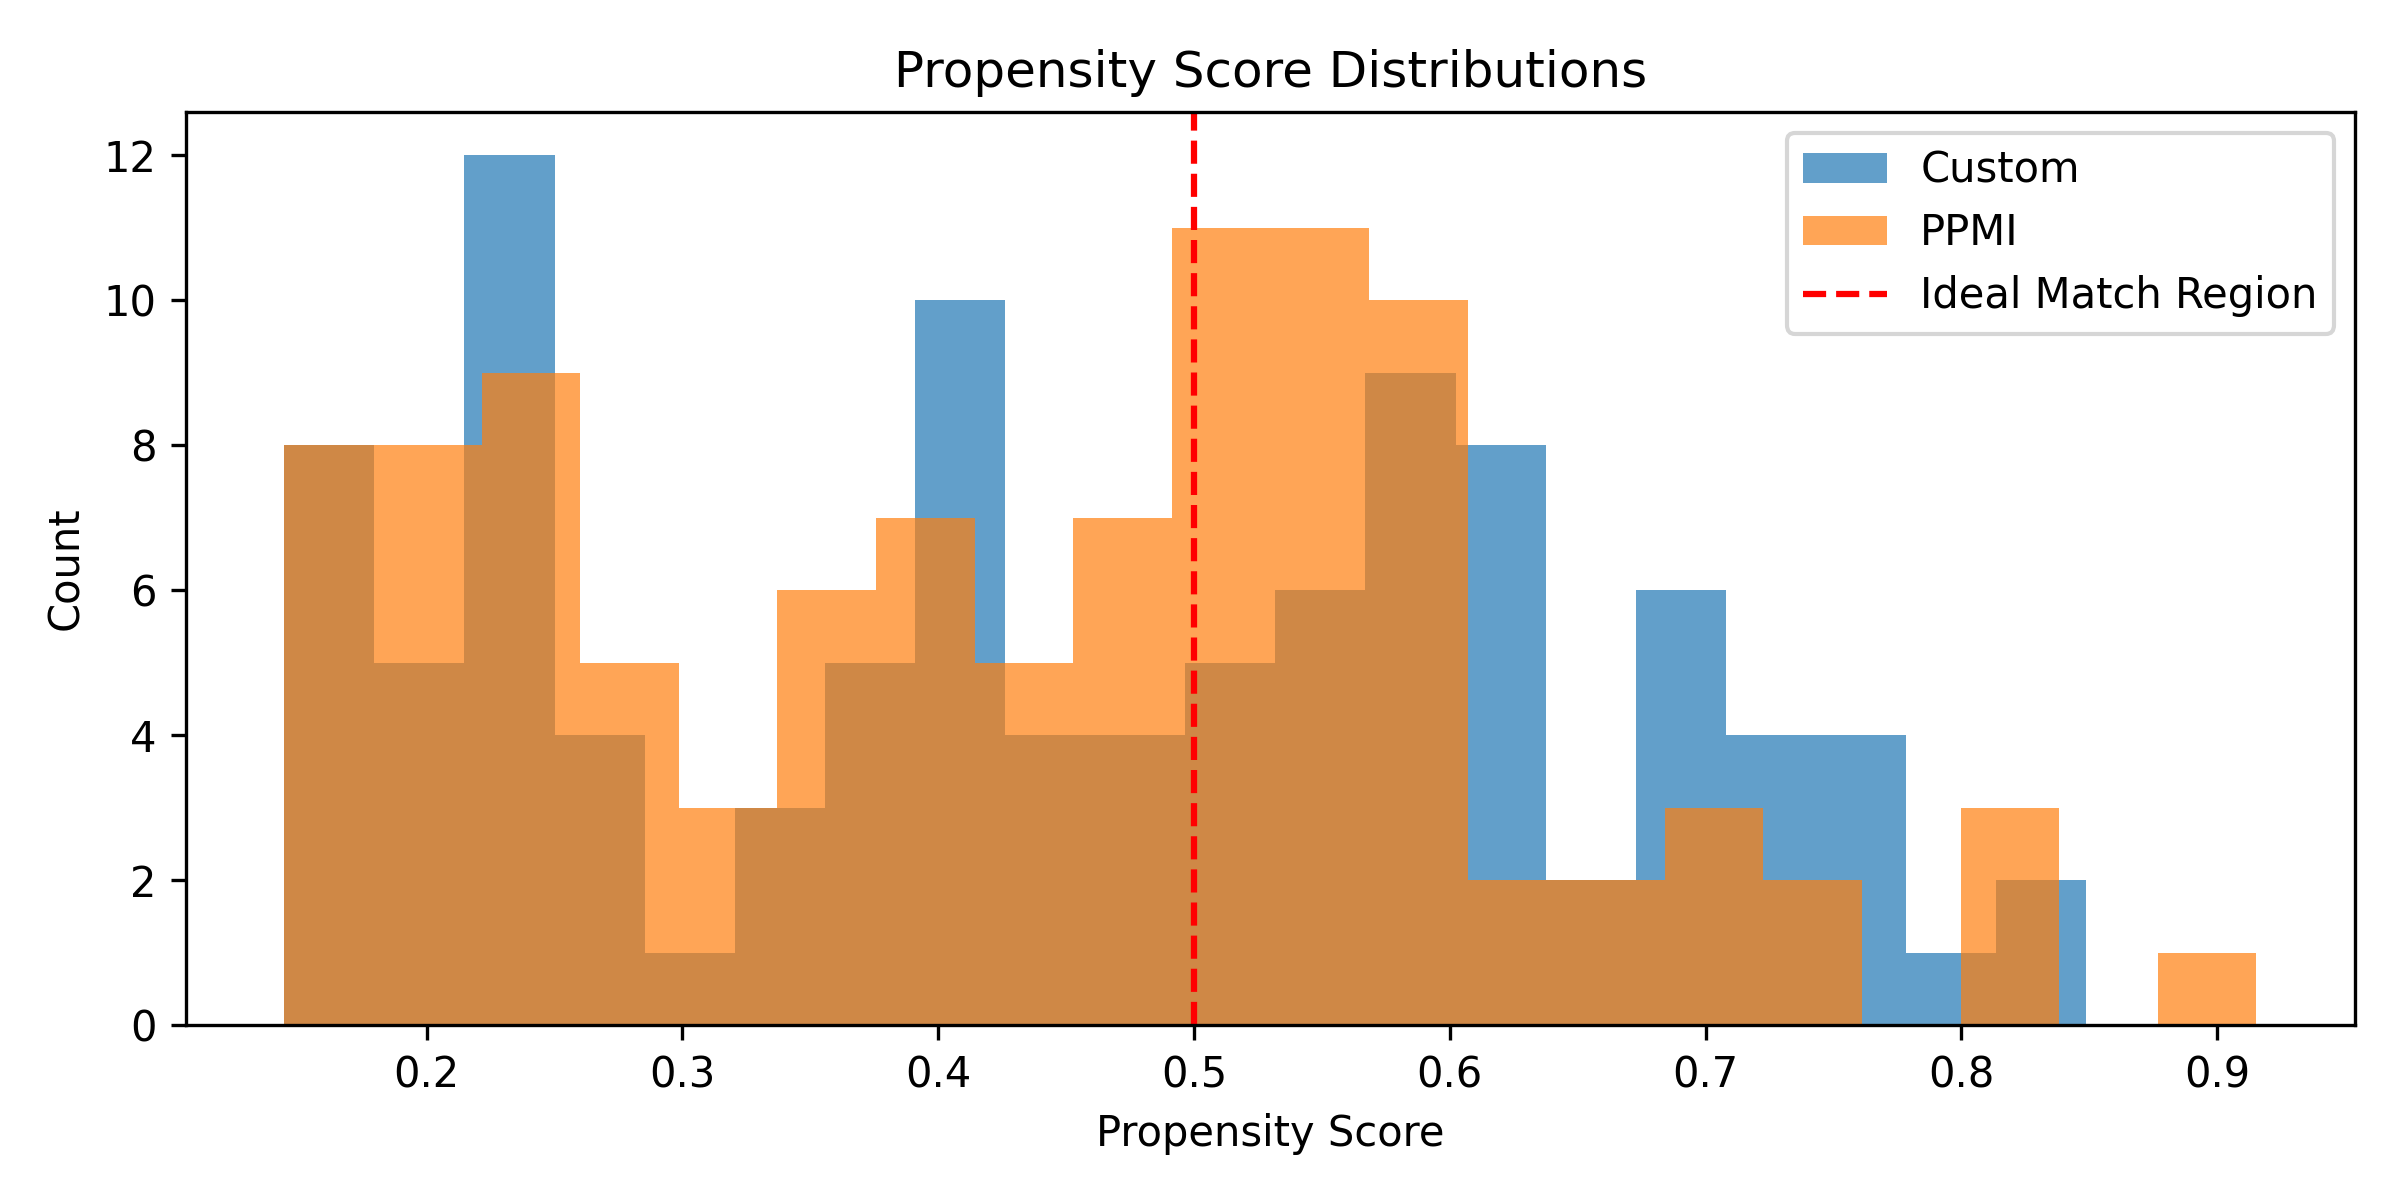 Propensity Score Distributions
Custom
PPMI
Ideal Match Region
12
10
8
6
4
2
0
Count
0.2 0.3 0.4 0.5 0.6 0.7 0.8 0.9
Propensity Score